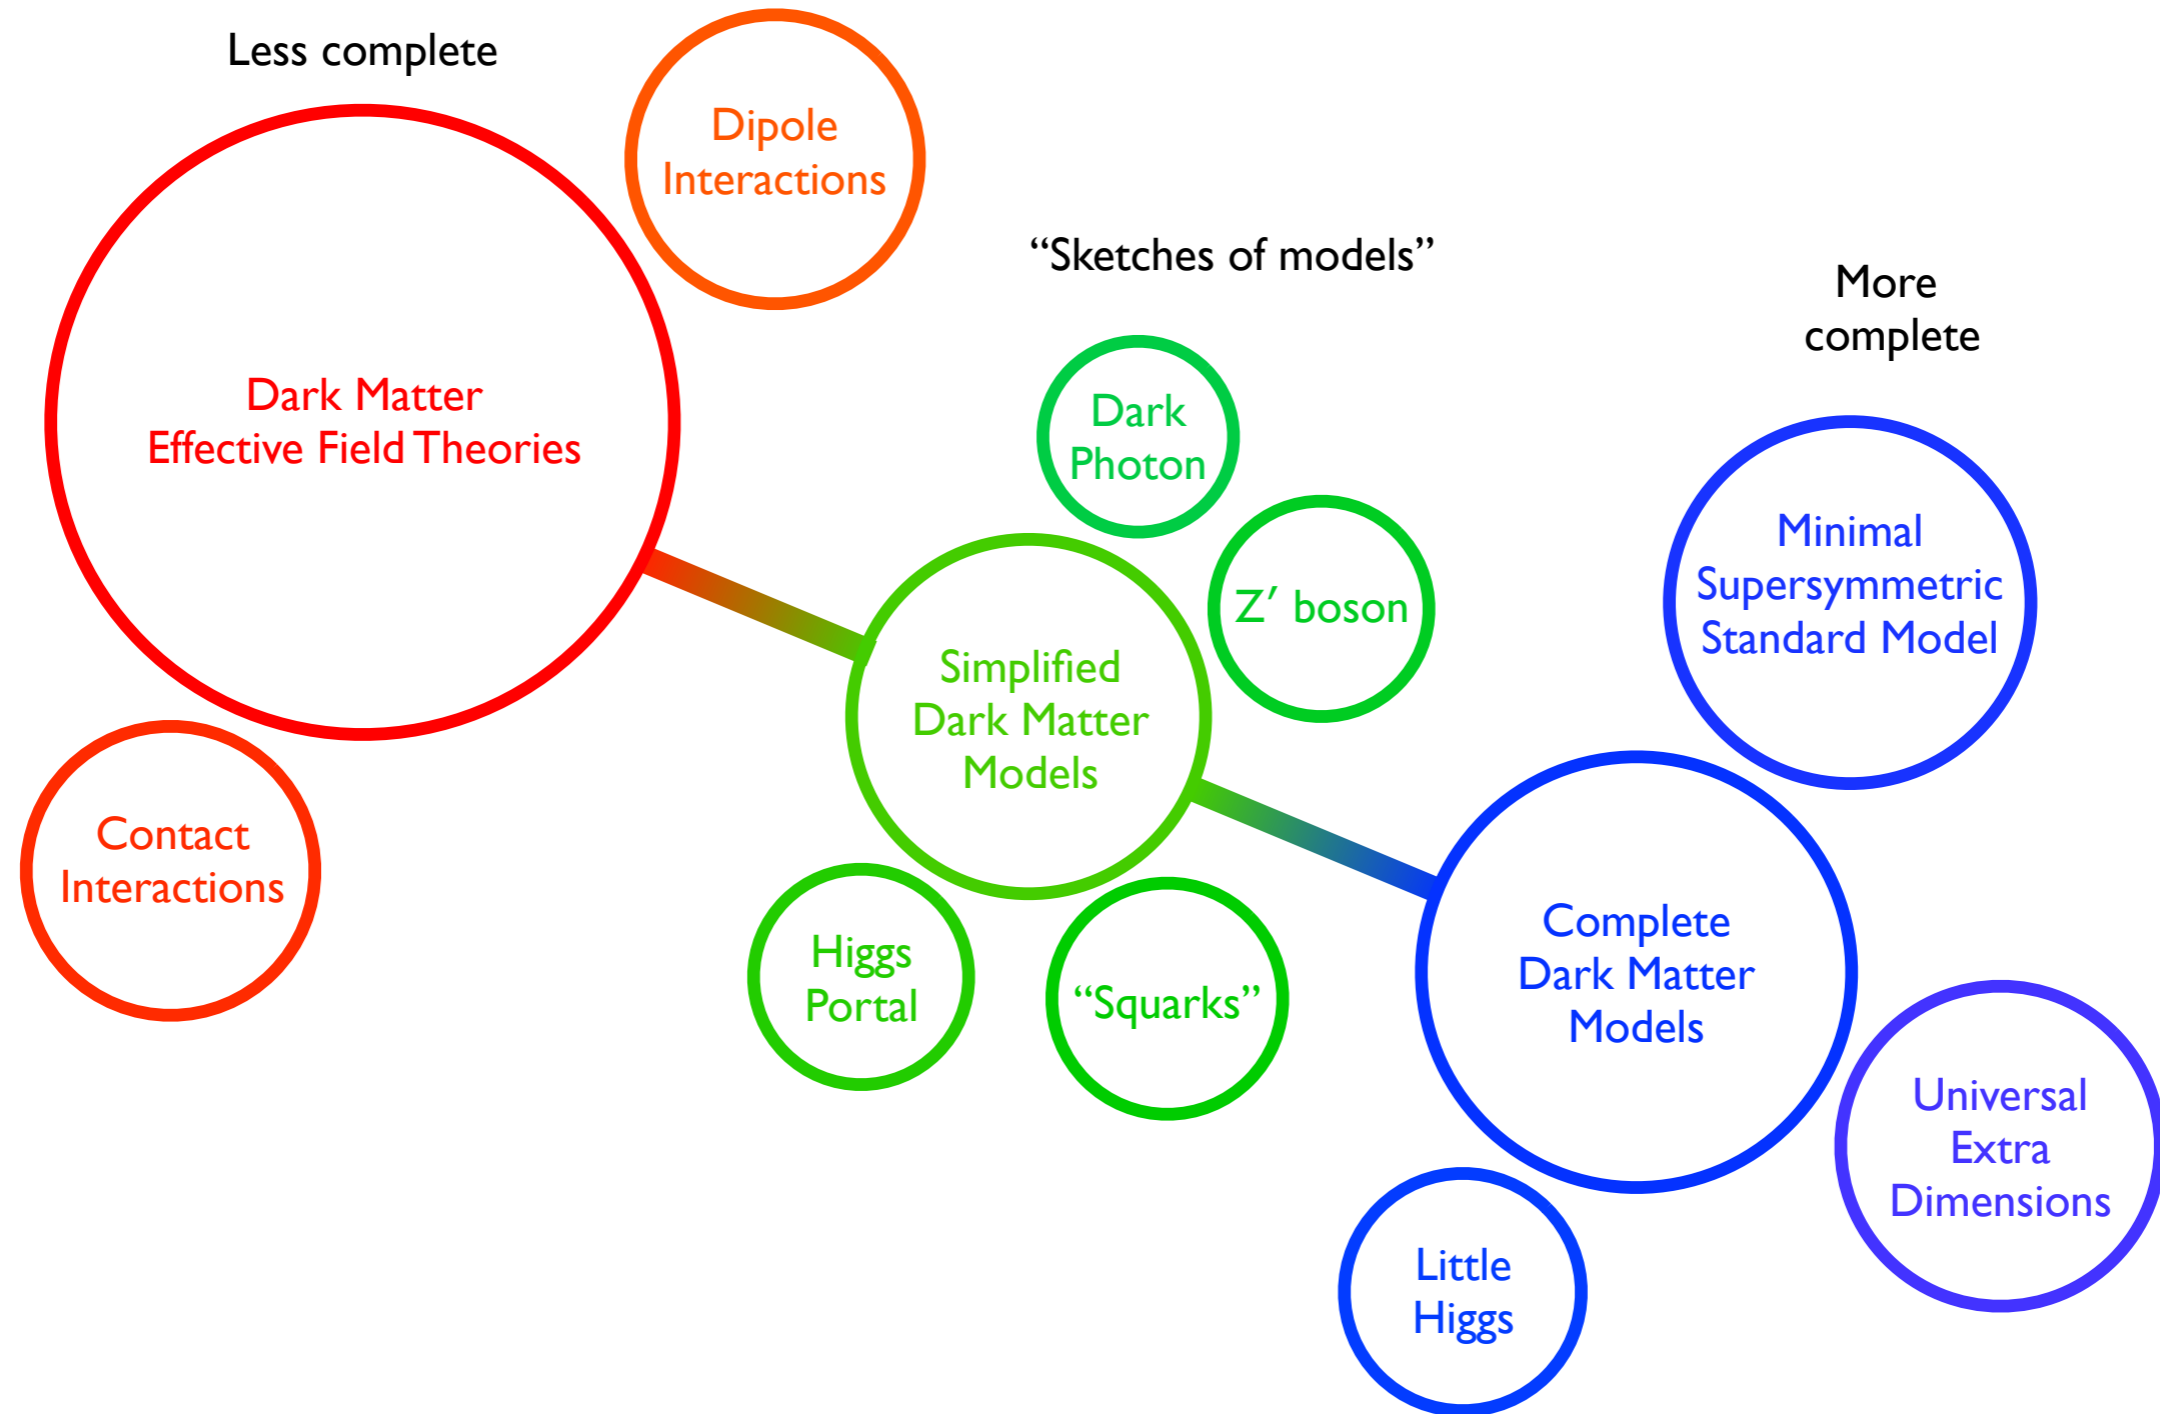 Less complete
Dipole
Interactions
“Sketches of models”
More
complete
Dark Matter
Effective Field Theories
Dark
Photon
Z′ boson
Minimal
Supersymmetric
Standard Model
Simplified
Dark Matter
Models
Contact
Interactions
Higgs
Portal
“Squarks”
Complete
Dark Matter
Models
Universal
Extra
Dimensions
Little
Higgs